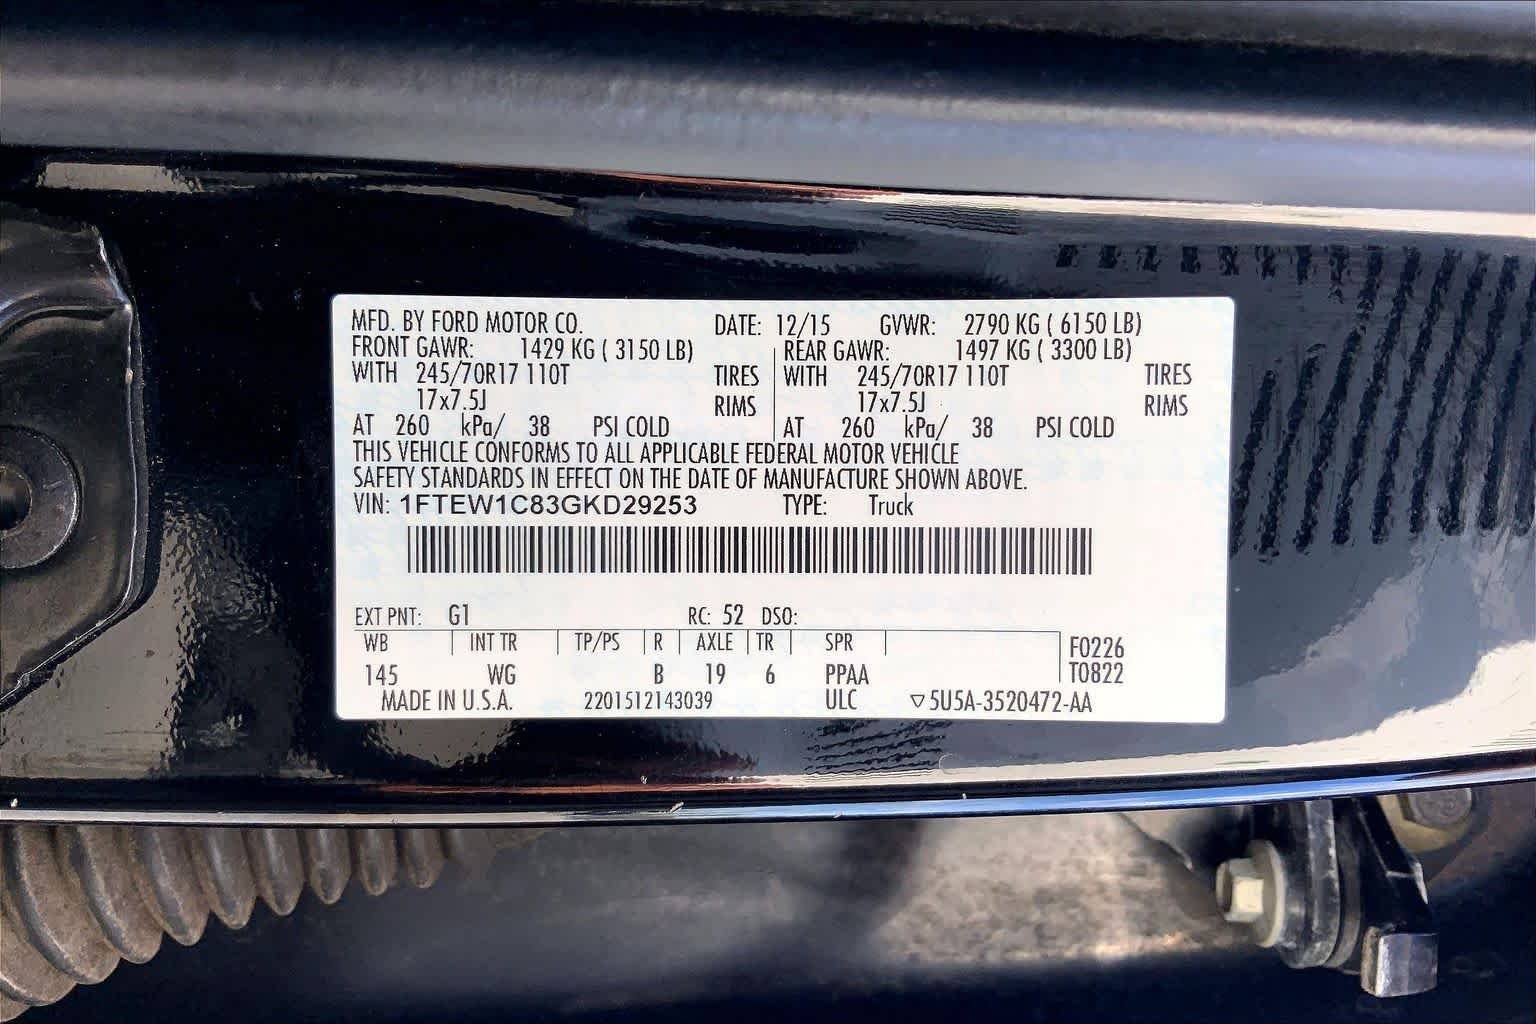 MFD. BY FORD MOTOR CO. DATE: 12/15 GVWR: 2790 KG ( 6150 LB)
FRONT GAWR: 1429 KG ( 3150 LB) REAR GAWR: 1497 KG ( 3300 LB)
WITH 245/70R17 110T TIRES WITH 245/70R17 110T TIRES
17x7.5J RIMS 17x7.5J RIMS
AT 260 kPa/ 38 PSI COLD AT 260 kPa/ 38 PSI COLD
THIS VEHICLE CONFORMS TO ALL APPLICABLE FEDERAL MOTOR VEHICLE
SAFETY STANDARDS IN EFFECT ON THE DATE OF MANUFACTURE SHOWN ABOVE.
VIN: 1FTEW1C83GKD29253 TYPE: Truck
EXT PNT: G1 RC: 52 DSO:
WB INT TR TP/PS R AXLE TR SPR F0226
145 WG B 19 6 PPAA T0822
MADE IN U.S.A. 2201512143039 ULC ▽5U5A-3520472-AA